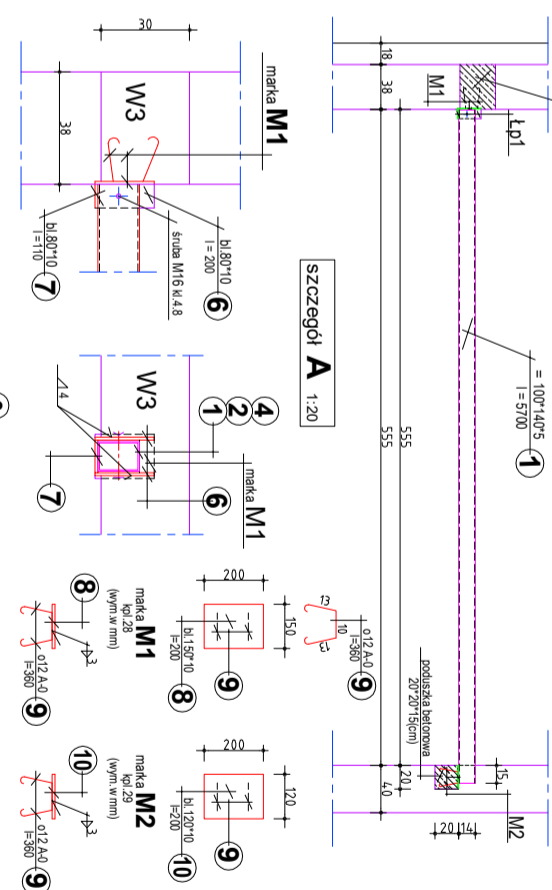 18
38
M1
Łp1
555
555
= 100*140*5
l = 5700
1
poduszka betonowa
20*20*15(cm)
20
40
15
20
14
M2
szczegół A 1:20
30
38
W3
marka M1
bl.80*10
l = 200
6
śruba M16 kl.4.8
bl.80*10
l=110
7
W3
4
1
2
4
marka M1
6
7
13
13
10
o12 A-0
l=360
9
200
150
9
bl.150*10
l=200
8
marka M1
kpl.28
(wym.w mm)
8
3
o12 A-0
l=360
9
200
120
9
bl.120*10
l=200
10
marka M2
kpl.29
(wym.w mm)
10
3
o12 A-0
l=360
9